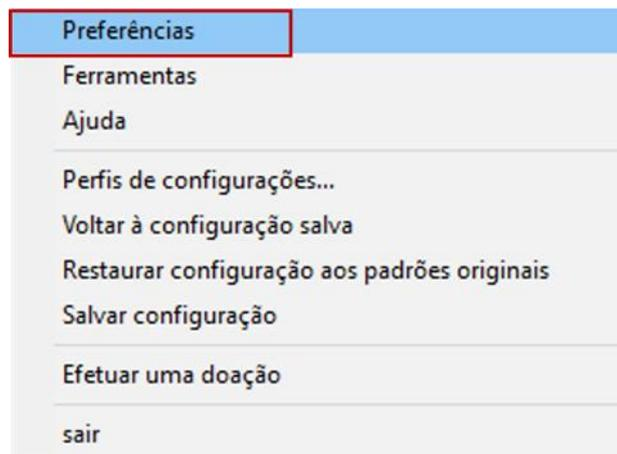 Preferências
Ferramentas
Ajuda
Perfis de configurações...
Voltar à configuração salva
Restaurar configuração aos padrões originais
Salvar configuração
Efetuar uma doação
sair